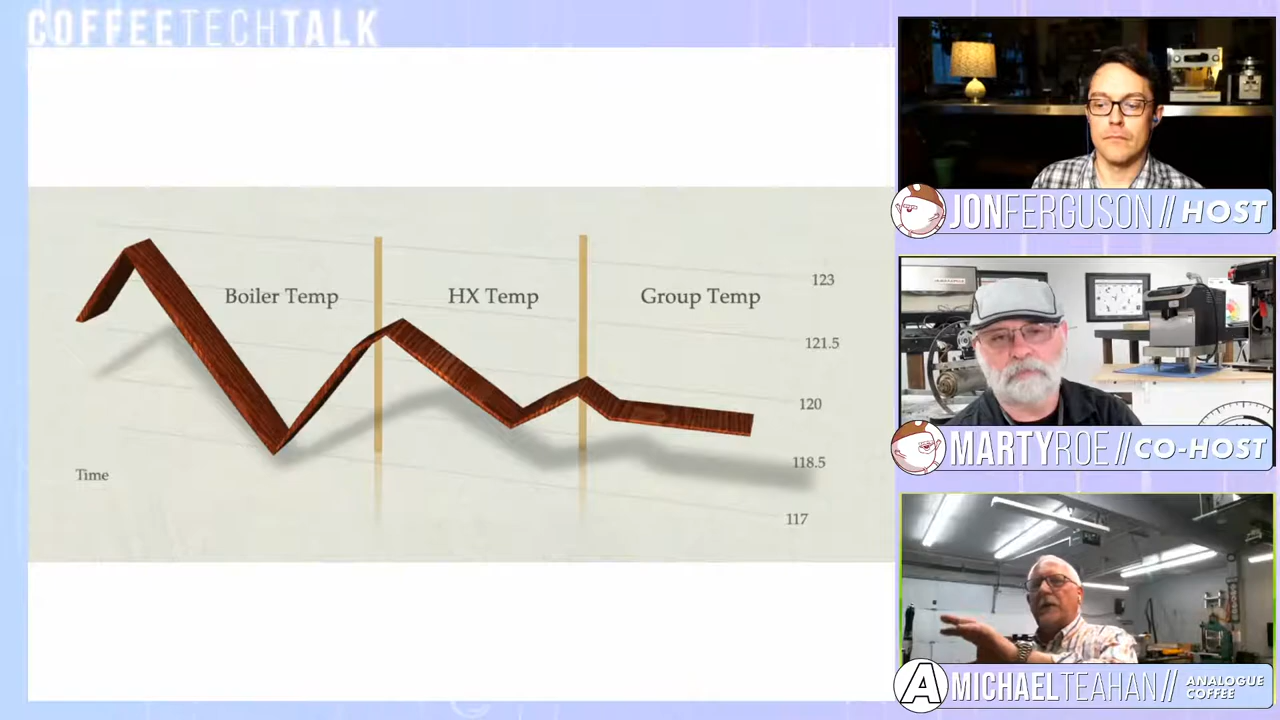 COFFEETECHTALK
Boiler Temp
HX Temp
Group Temp
123
121.5
120
118.5
117
Time
JONFERGUSON // HOST
MARTYROE // CO-HOST
A MICHAELTEAHAN // ANALOGUE
COFFEE